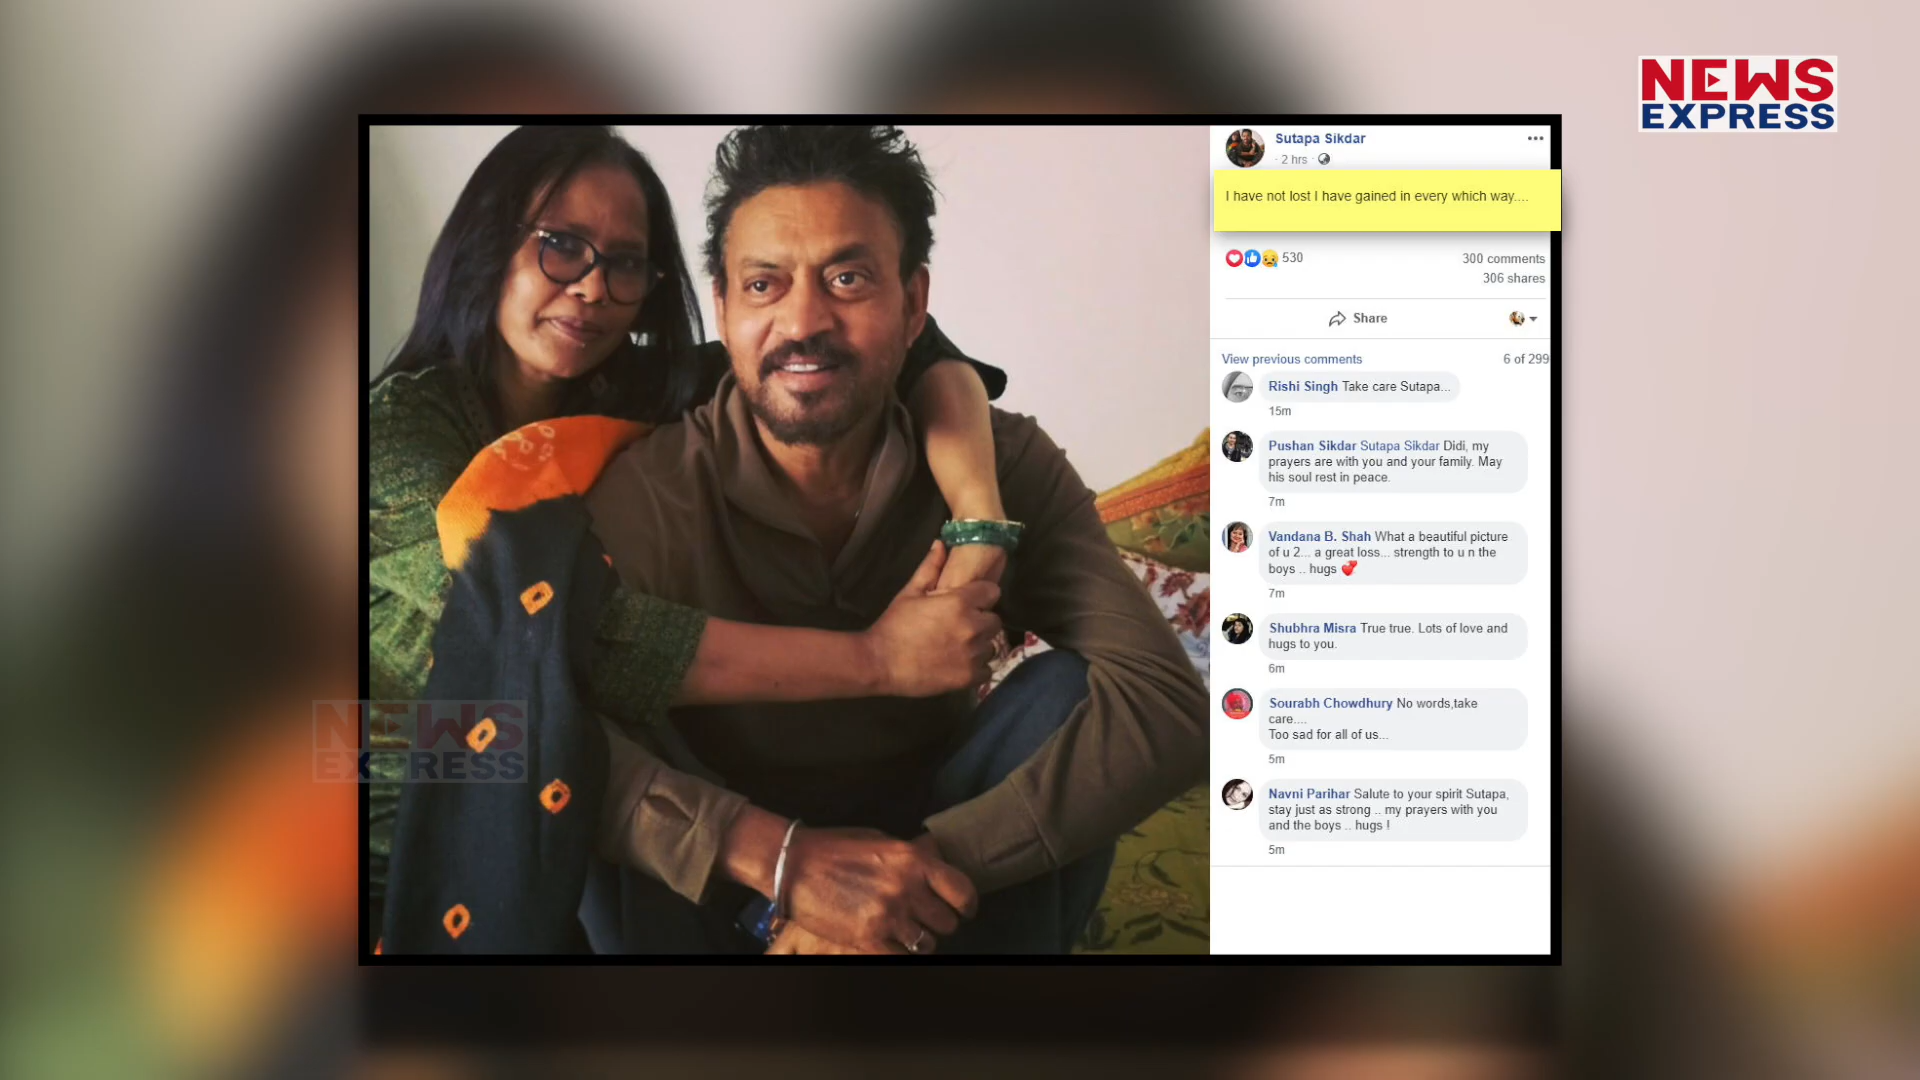 NEWS
EXPRESS
Sutapa Sikdar
· 2 hrs ·
I have not lost I have gained in every which way....
530
300 comments
306 shares
Share
View previous comments
6 of 299
Rishi Singh Take care Sutapa...
15m
Pushan Sikdar Sutapa Sikdar Didi, my
prayers are with you and your family. May
his soul rest in peace.
7m
Vandana B. Shah What a beautiful picture
of u 2... a great loss... strength to u n the
boys .. hugs 💕
7m
Shubhra Misra True true. Lots of love and
hugs to you.
6m
Sourabh Chowdhury No words,take
care....
Too sad for all of us...
5m
Navni Parihar Salute to your spirit Sutapa,
stay just as strong .. my prayers with you
and the boys .. hugs !
5m
NEWS
EXPRESS